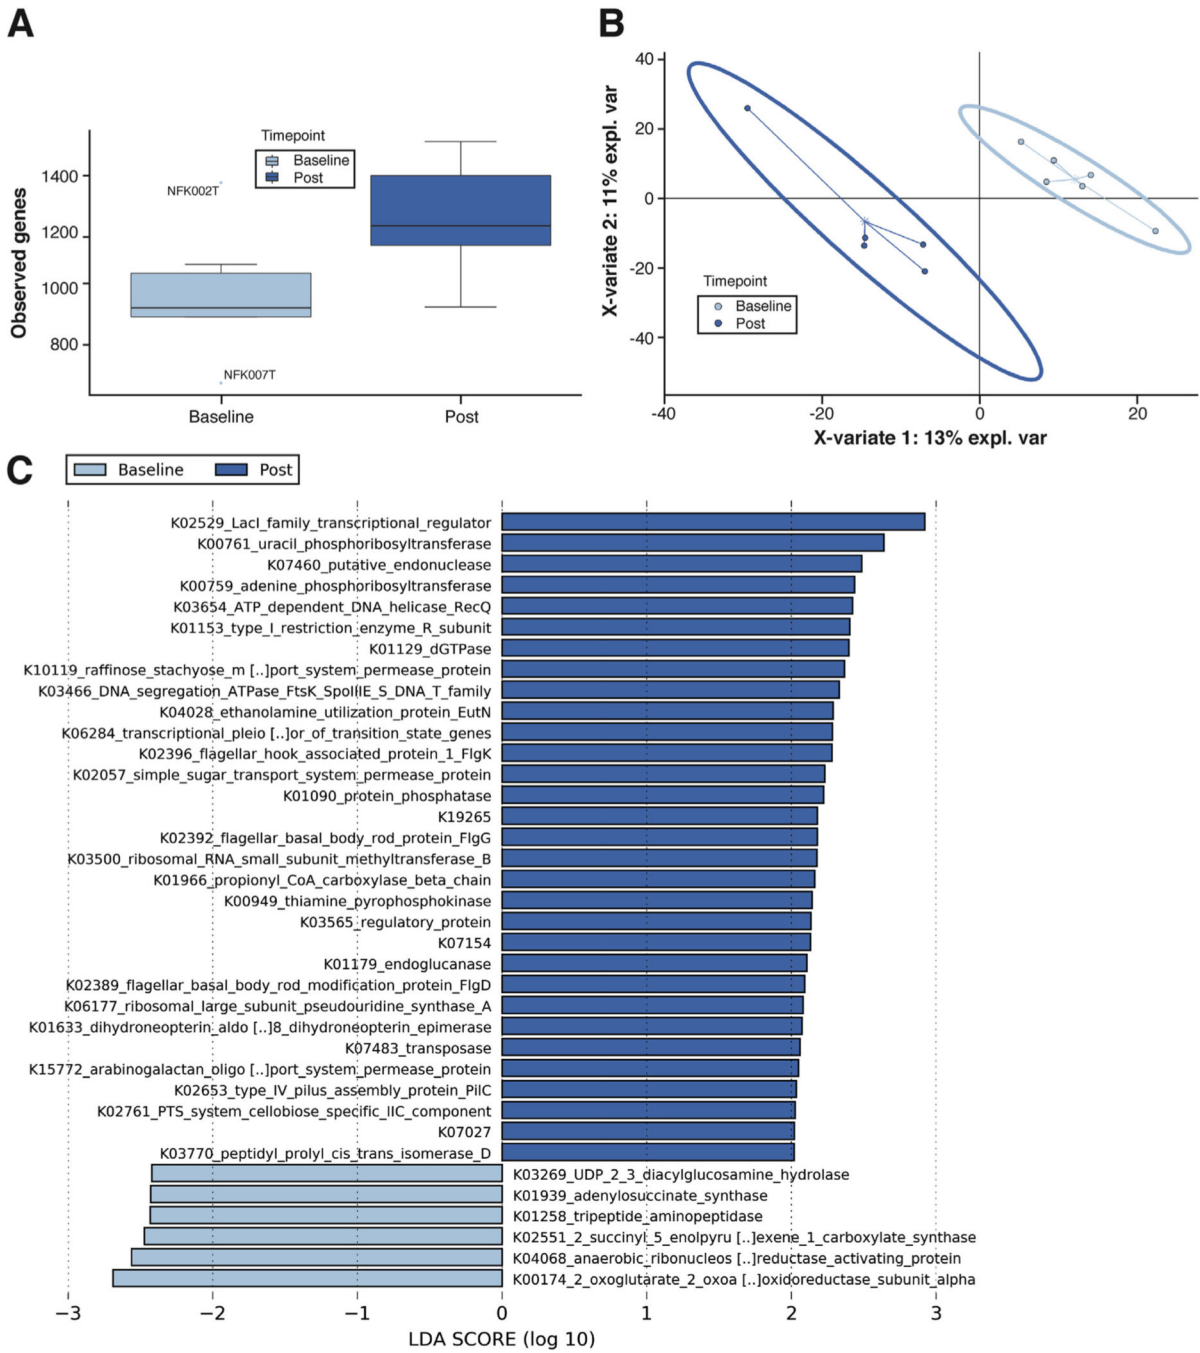 A
Observed genes
1400
1200
1000
800
NFK002T
NFK007T
Timepoint
Baseline
Post
Baseline
Post
B
X-variate 2: 11% expl. var
40
20
0
-20
-40
Timepoint
Baseline
Post
-40
-20
0
20
X-variate 1: 13% expl. var
C
Baseline
Post
K02529_LacI_family_transcriptional_regulator
K00761_uracil_phosphoribosyltransferase
K07460_putative_endonuclease
K00759_adenine_phosphoribosyltransferase
K03654_ATP_dependent_DNA_helicase_RecQ
K01153_type_I_restriction_enzyme_R_subunit
K01129_dGTPase
K10119_raffinose_stachyose_m [..]port_system_permease_protein
K03466_DNA_segregation_ATPase_FtsK_SpoIIIE_S_DNA_T_family
K04028_ethanolamine_utilization_protein_EutN
K06284_transcriptional_pleio [..]or_of_transition_state_genes
K02396_flagellar_hook_associated_protein_1_FlgK
K02057_simple_sugar_transport_system_permease_protein
K01090_protein_phosphatase
K19265
K02392_flagellar_basal_body_rod_protein_FlgG
K03500_ribosomal_RNA_small_subunit_methyltransferase_B
K01966_propionyl_CoA_carboxylase_beta_chain
K00949_thiamine_pyrophosphokinase
K03565_regulatory_protein
K07154
K01179_endoglucanase
K02389_flagellar_basal_body_rod_modification_protein_FlgD
K06177_ribosomal_large_subunit_pseudouridine_synthase_A
K01633_dihydroneopterin_aldo [..]8_dihydroneopterin_epimerase
K07483_transposase
K15772_arabinogalactan_oligo [..]port_system_permease_protein
K02653_type_IV_pilus_assembly_protein_PilC
K02761_PTS_system_cellobiose_specific_IIC_component
K07027
K03770_peptidyl_prolyl_cis_trans_isomerase_D
K03269_UDP_2_3_diacylglucosamine_hydrolase
K01939_adenylosuccinate_synthase
K01258_tripeptide_aminopeptidase
K02551_2_succinyl_5_enolpyru [..]exene_1_carboxylate_synthase
K04068_anaerobic_ribonucleos [..]reductase_activating_protein
K00174_2_oxoglutarate_2_oxoa [..]oxidoreductase_subunit_alpha
−3
−2
−1
0
1
2
3
LDA SCORE (log 10)